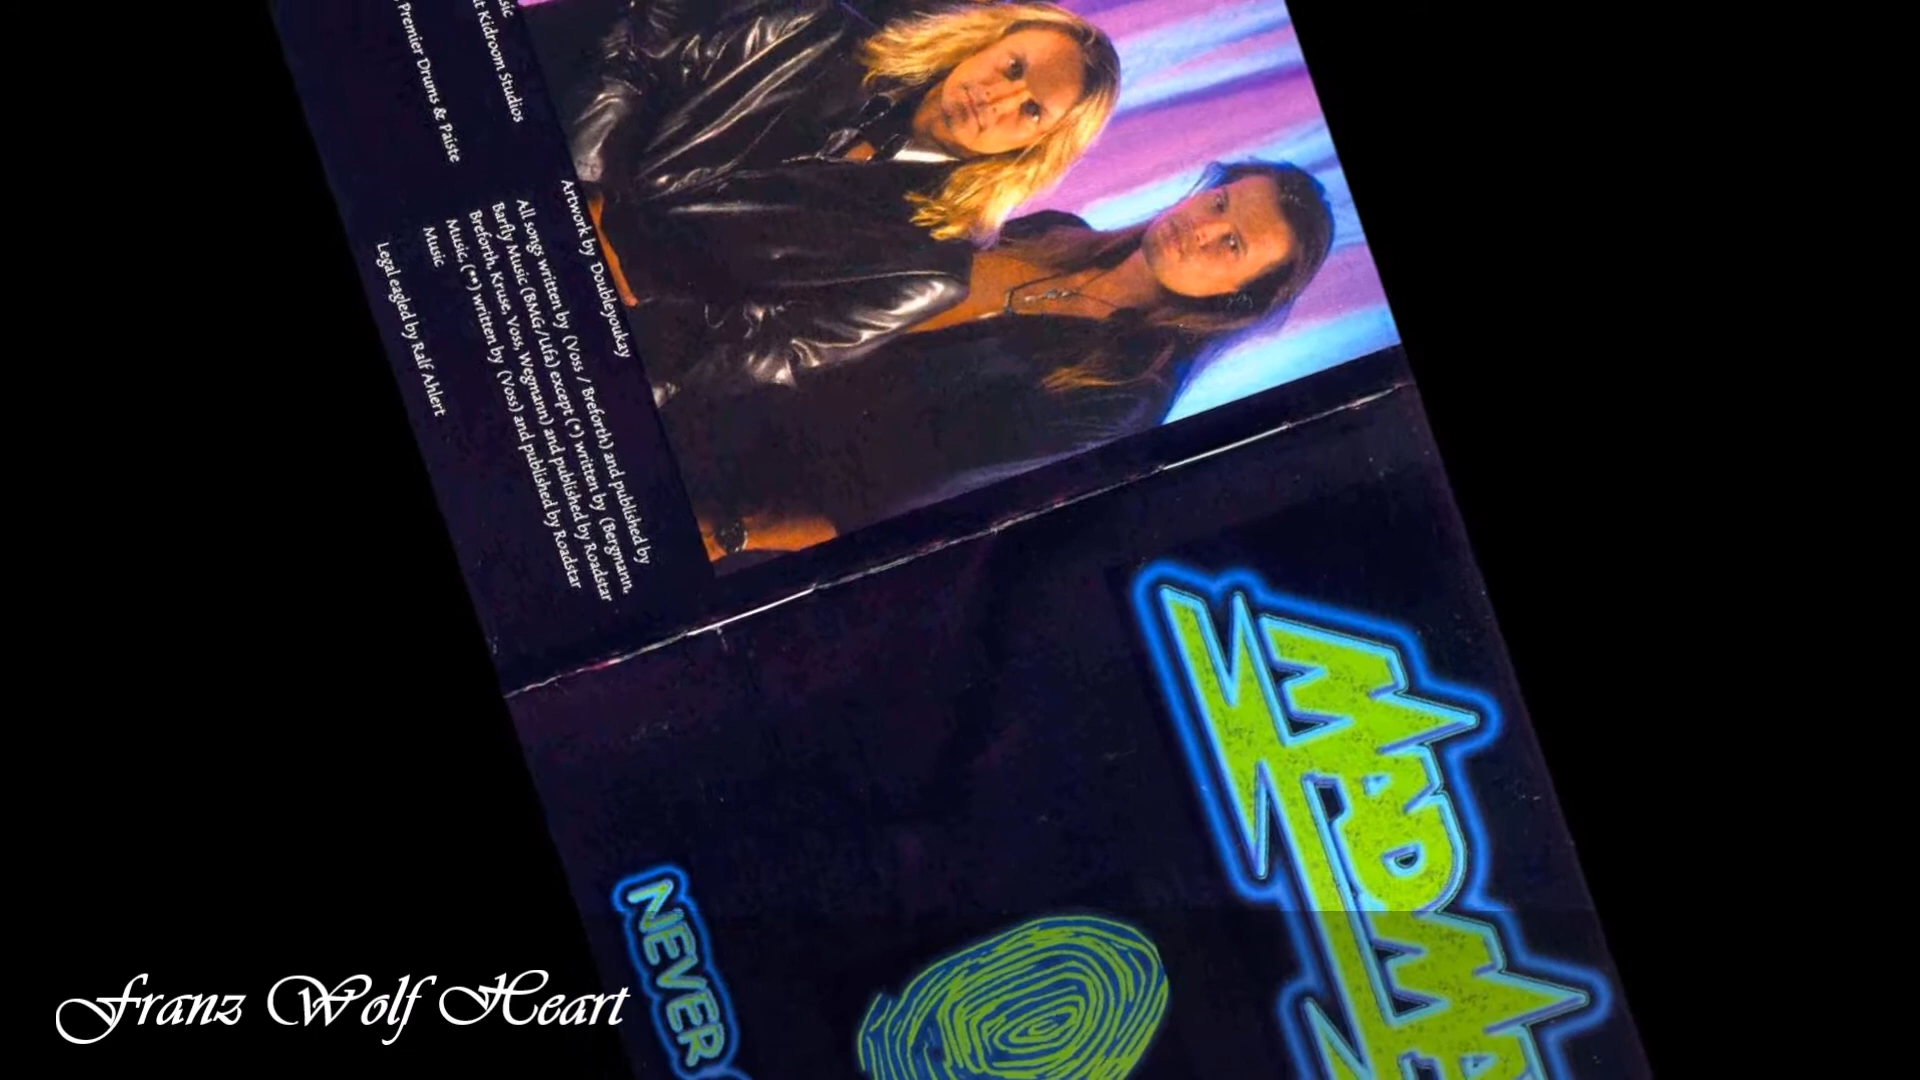 sic
t Kidroom Studios
Premier Drums & Paiste
Artwork by Doubleyoukay
All songs written by (Voss / Breforth) and published by
Barfly Music (BMG/Ufa) except (*) written by (Bergmann,
Breforth, Kruse, Voss, Wegmann) and published by Roadstar
Music, (**) written by (Voss) and published by Roadstar
Music
Legal eagled by Ralf Ahlert
MADMA
NEVER
Franz Wolf Heart